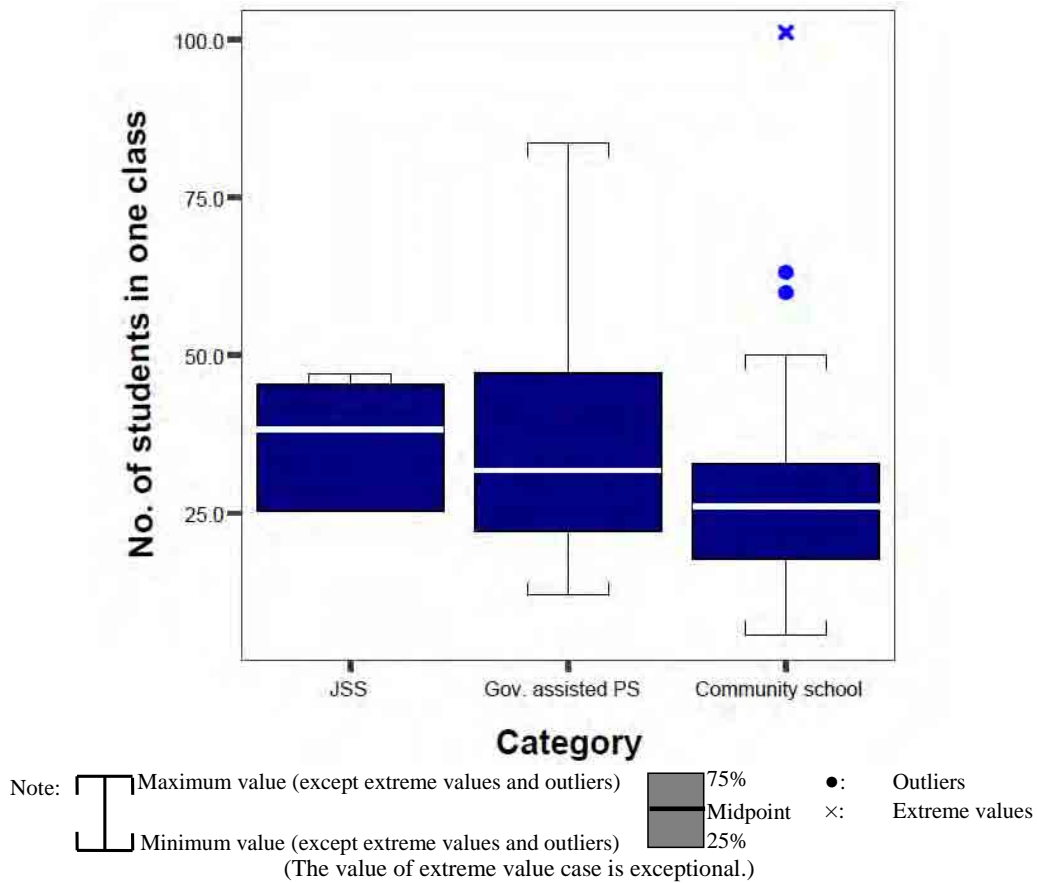 No. of students in one class
100.0
75.0
50.0
25.0
JSS Gov. assisted PS Community school
Category
Note: Maximum value (except extreme values and outliers) 75% ●: Outliers
Midpoint ×: Extreme values
Minimum value (except extreme values and outliers) 25%
(The value of extreme value case is exceptional.)